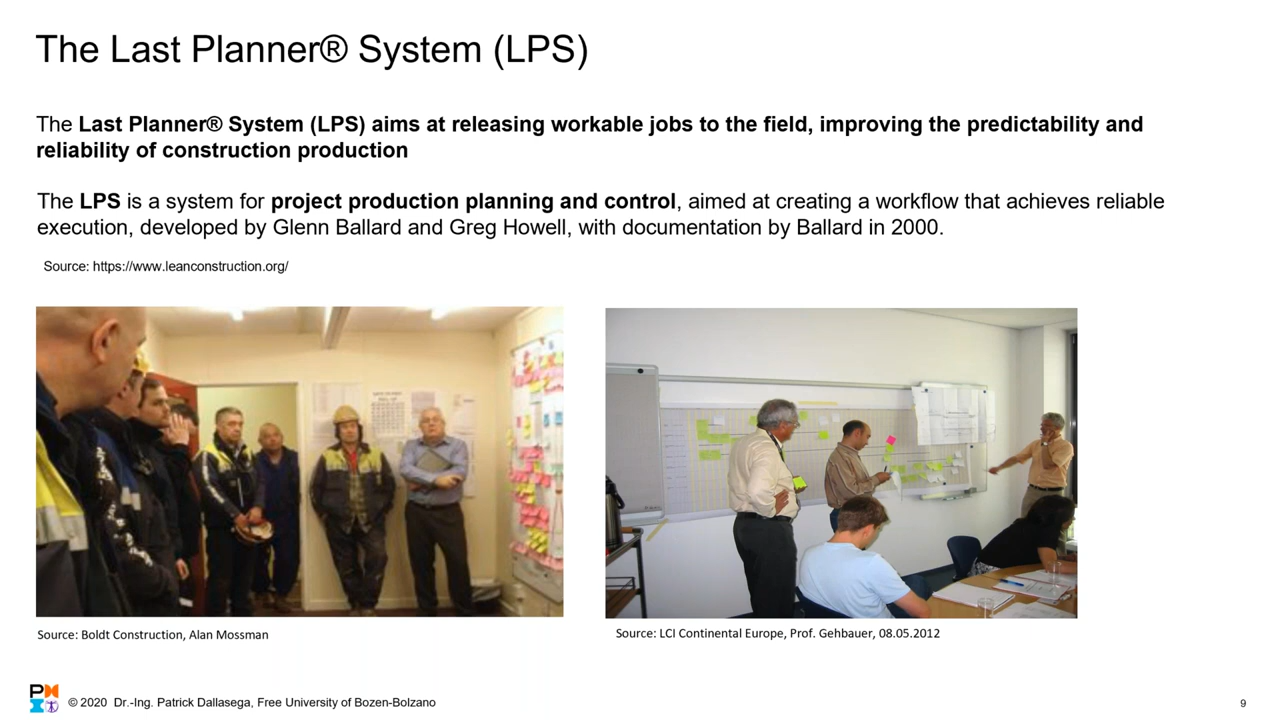 The Last Planner® System (LPS)
The Last Planner® System (LPS) aims at releasing workable jobs to the field, improving the predictability and
reliability of construction production
The LPS is a system for project production planning and control, aimed at creating a workflow that achieves reliable
execution, developed by Glenn Ballard and Greg Howell, with documentation by Ballard in 2000.
Source: https://www.leanconstruction.org/
Source: Boldt Construction, Alan Mossman
Source: LCI Continental Europe, Prof. Gehbauer, 08.05.2012
© 2020 Dr.-Ing. Patrick Dallasega, Free University of Bozen-Bolzano
9